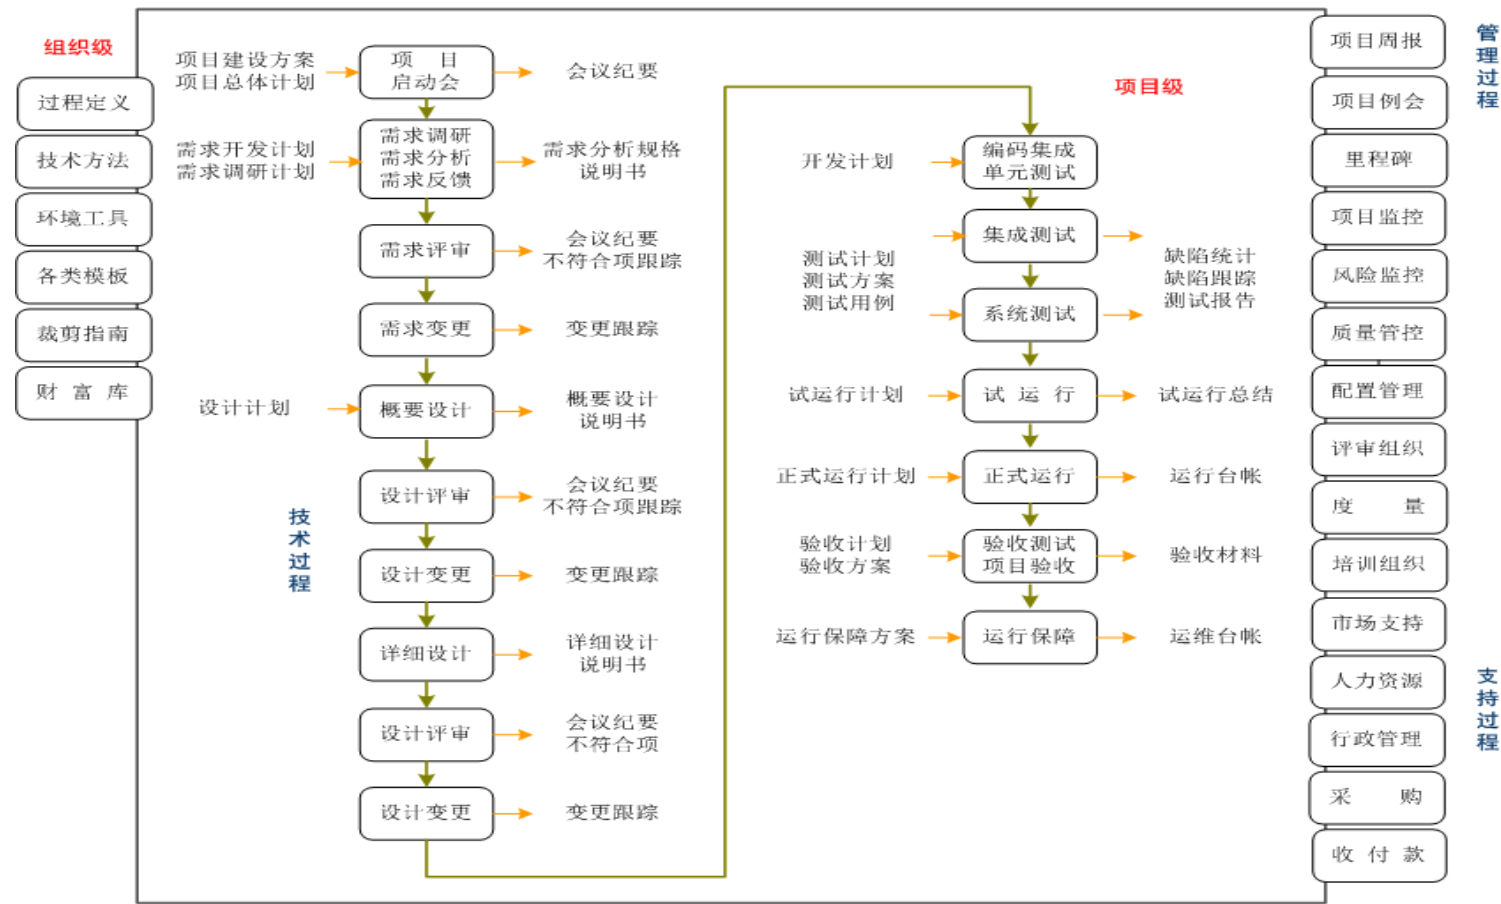 组织级
过程定义
技术方法
环境工具
各类模板
裁剪指南
财 富 库
技术过程
项目建设方案
项目总体计划
项 目
启动会
会议纪要
需求开发计划
需求调研计划
需求调研
需求分析
需求反馈
需求分析规格
说明书
需求评审
会议纪要
不符合项跟踪
需求变更
变更跟踪
设计计划
概要设计
概要设计
说明书
设计评审
会议纪要
不符合项跟踪
设计变更
变更跟踪
详细设计
详细设计
说明书
设计评审
会议纪要
不符合项
设计变更
变更跟踪
项目级
开发计划
编码集成
单元测试
测试计划
测试方案
测试用例
集成测试
系统测试
缺陷统计
缺陷跟踪
测试报告
试运行计划
试 运 行
试运行总结
正式运行计划
正式运行
运行台帐
验收计划
验收方案
验收测试
项目验收
验收材料
运行保障方案
运行保障
运维台帐
管理过程
项目周报
项目例会
里程碑
项目监控
风险监控
质量管控
配置管理
评审组织
度 量
培训组织
市场支持
人力资源
行政管理
采 购
收 付 款
支持过程